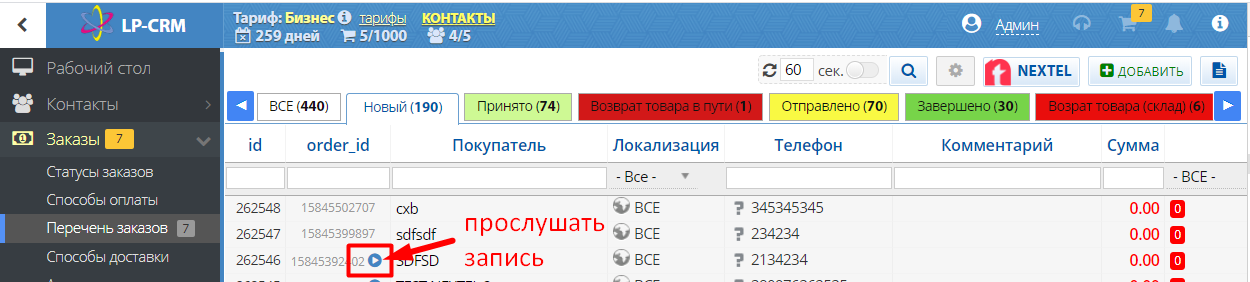 LP-CRM
Тариф: Бизнес тарифы КОНТАКТЫ
259 дней 5/1000 4/5
Админ 7
Рабочий стол
Контакты
Заказы 7
Статусы заказов
Способы оплаты
Перечень заказов 7
Способы доставки
60 сек. NEXTEL ДОБАВИТЬ
ВСЕ (440) Новый (190) Принято (74) Возврат товара в пути (1) Отправлено (70) Завершено (30) Возрат товара (склад) (6)
id order_id Покупатель Локализация Телефон Комментарий Сумма
- Все - - ВСЕ -
262548 15845502707 cxb ВСЕ ? 345345345 0.00 0
262547 15845399897 sdfsdf ВСЕ ? 234234 0.00 0
262546 15845392402 SDFSD ВСЕ ? 2134234 0.00 0
прослушать
запись